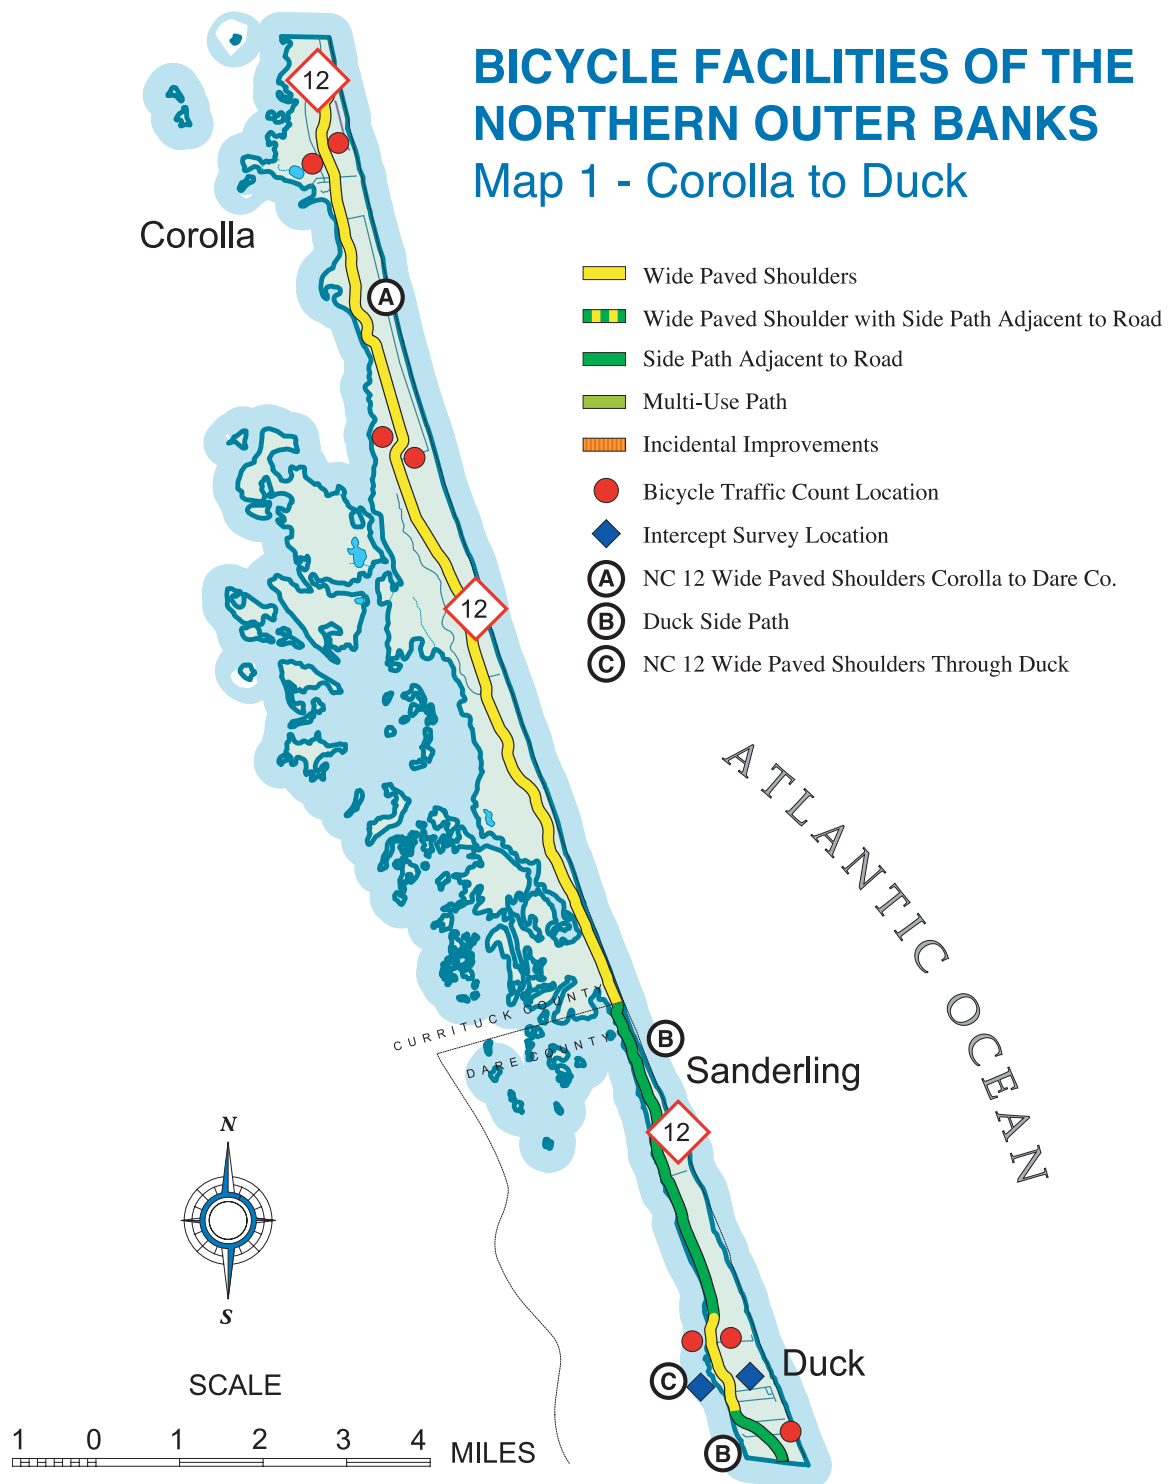 BICYCLE FACILITIES OF THE
NORTHERN OUTER BANKS
Map 1 - Corolla to Duck
12
Corolla
A
Wide Paved Shoulders
Wide Paved Shoulder with Side Path Adjacent to Road
Side Path Adjacent to Road
Multi-Use Path
Incidental Improvements
Bicycle Traffic Count Location
Intercept Survey Location
A NC 12 Wide Paved Shoulders Corolla to Dare Co.
B Duck Side Path
C NC 12 Wide Paved Shoulders Through Duck
12
ATLANTIC OCEAN
CURRITUCK COUNTY
DARE COUNTY
B
Sanderling
12
N
S
Duck
C
B
SCALE
1 0 1 2 3 4 MILES